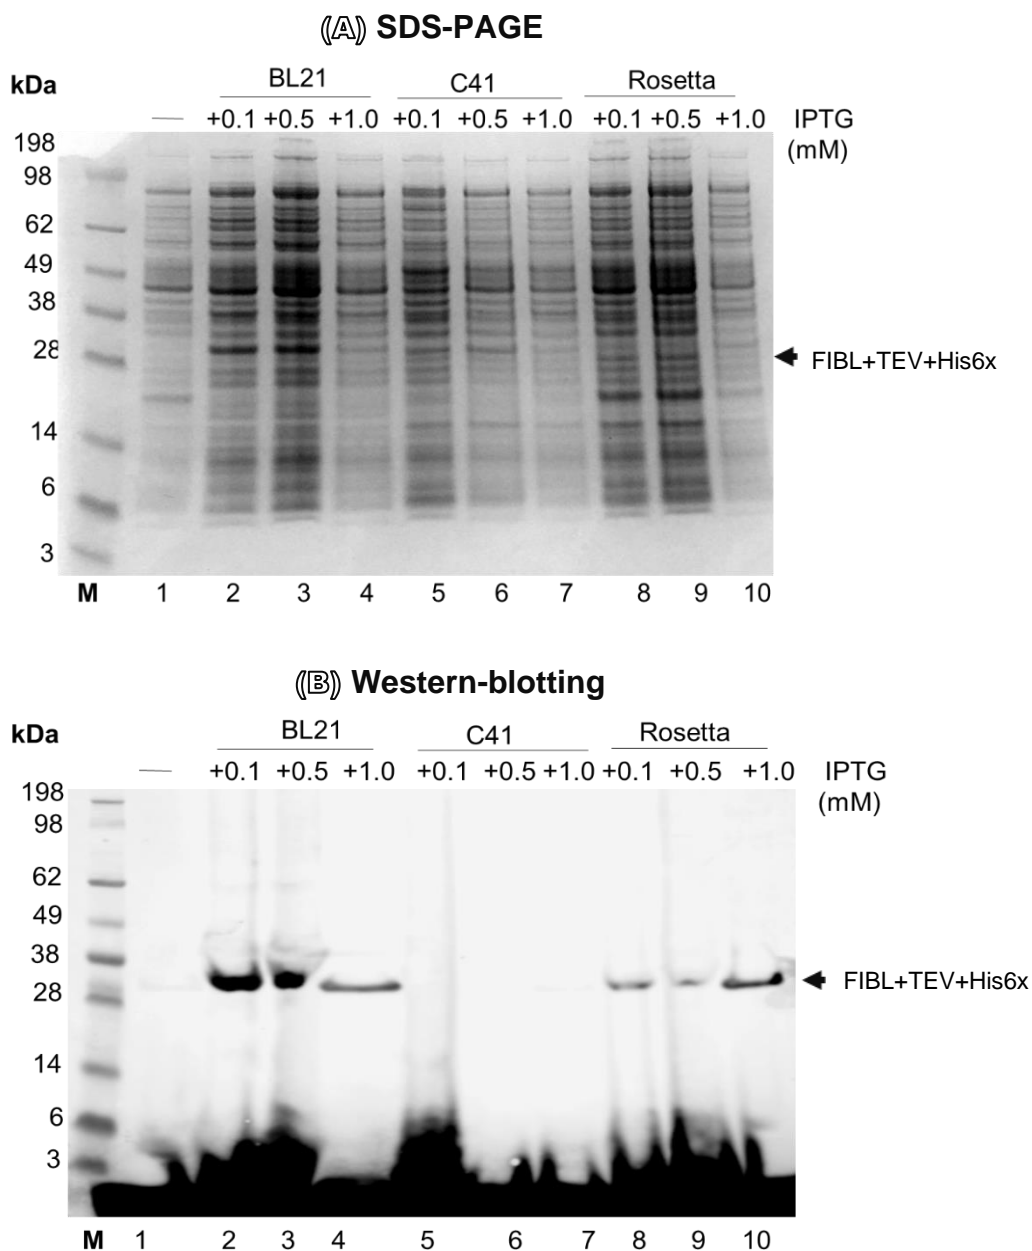 (A) SDS-PAGE
kDa
BL21 C41 Rosetta
— +0.1 +0.5 +1.0 +0.1 +0.5 +1.0 +0.1 +0.5 +1.0 IPTG
(mM)
198
98
62
49
38
28
FIBL+TEV+His6x
14
6
3
M 1 2 3 4 5 6 7 8 9 10
(B) Western-blotting
kDa
BL21 C41 Rosetta
— +0.1 +0.5 +1.0 +0.1 +0.5 +1.0 +0.1 +0.5 +1.0 IPTG
(mM)
198
98
62
49
38
FIBL+TEV+His6x
28
14
6
3
M 1 2 3 4 5 6 7 8 9 10